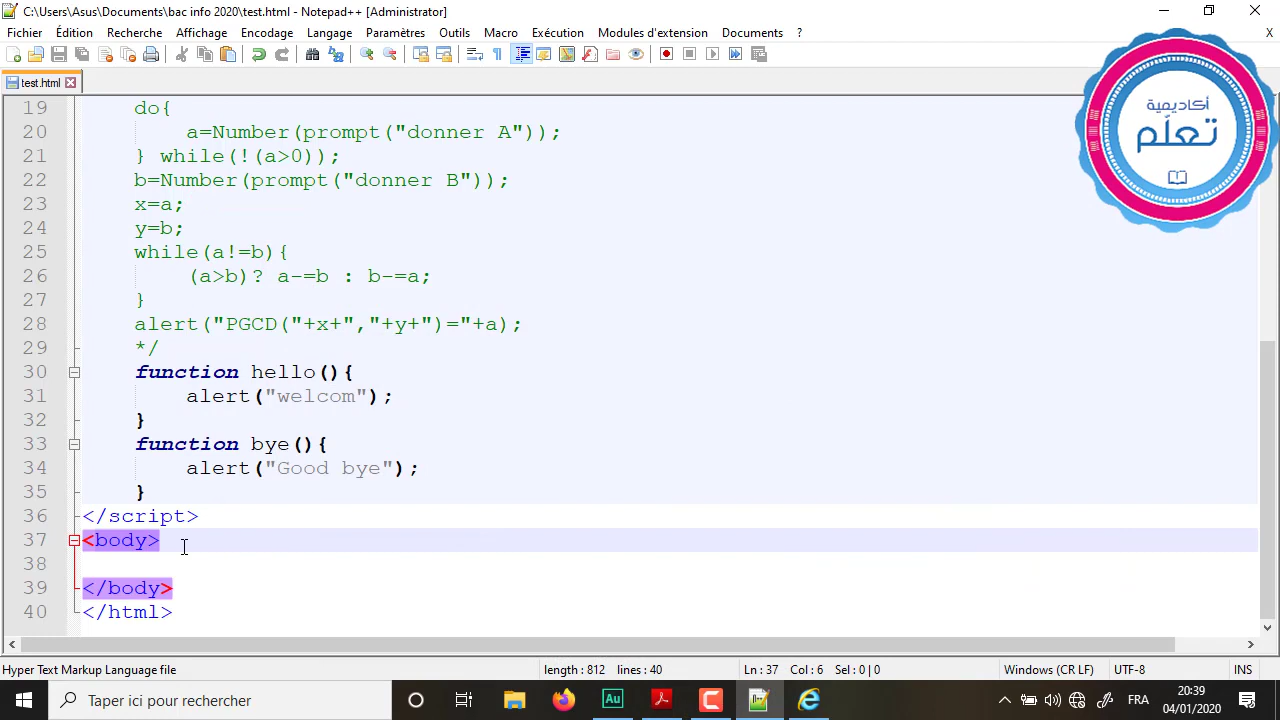 C:\Users\Asus\Documents\bac info 2020\test.html - Notepad++ [Administrator]
Fichier Édition Recherche Affichage Encodage Langage Paramètres Outils Macro Exécution Modules d'extension Documents ? X
test.html
أكاديمية
تعلّم
19 do{
20 a=Number(prompt("donner A"));
21 } while(!(a>0));
22 b=Number(prompt("donner B"));
23 x=a;
24 y=b;
25 while(a!=b){
26 (a>b)? a-=b : b-=a;
27 }
28 alert("PGCD("+x+","+y+")="+a);
29 */
30 function hello(){
31 alert("welcom");
32 }
33 function bye(){
34 alert("Good bye");
35 }
36 </script>
37 <body>
38
39 </body>
40 </html>
Hyper Text Markup Language file length : 812 lines : 40 Ln : 37 Col : 6 Sel : 0 | 0 Windows (CR LF) UTF-8 INS
Taper ici pour rechercher Au FRA 20:39
04/01/2020